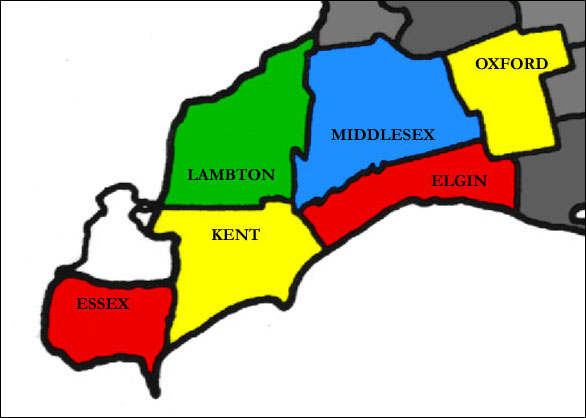 OXFORD
MIDDLESEX
LAMBTON
ELGIN
KENT
ESSEX